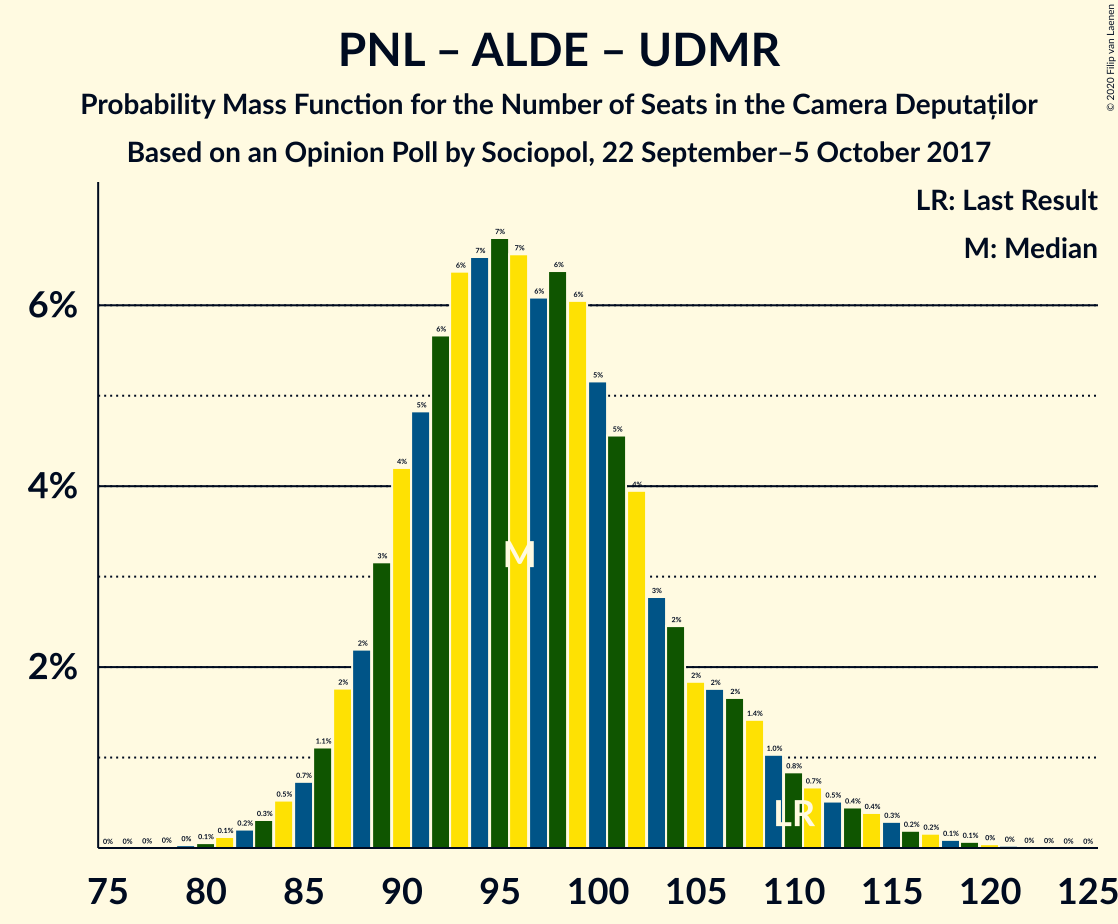 PNL – ALDE – UDMR
Probability Mass Function for the Number of Seats in the Camera Deputaților
Based on an Opinion Poll by Sociopol, 22 September–5 October 2017
© 2020 Filip van Laenen
LR: Last Result
M: Median
6%
4%
2%
0% 0% 0% 0% 0% 0.1% 0.1% 0.2% 0.3% 0.5% 0.7% 1.1% 2% 2% 3% 4% 5% 6% 6% 7% 7% 7% 6% 6% 6% 5% 5% 4% 3% 2% 2% 2% 2% 1.4% 1.0% 0.8% 0.7% 0.5% 0.4% 0.4% 0.3% 0.2% 0.2% 0.1% 0.1% 0% 0% 0% 0% 0% 0%
M
LR
75 80 85 90 95 100 105 110 115 120 125